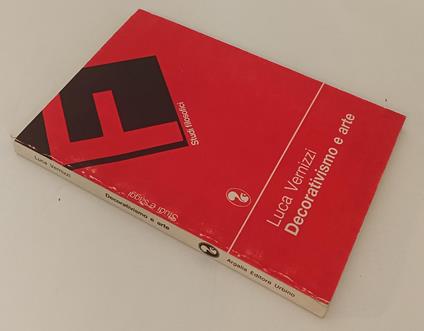 Studi filosofici
Luca Vernizzi
Decorativismo e arte
Studi e saggi
Luca Vernizzi
Decorativismo e arte
Argalia Editore Urbino